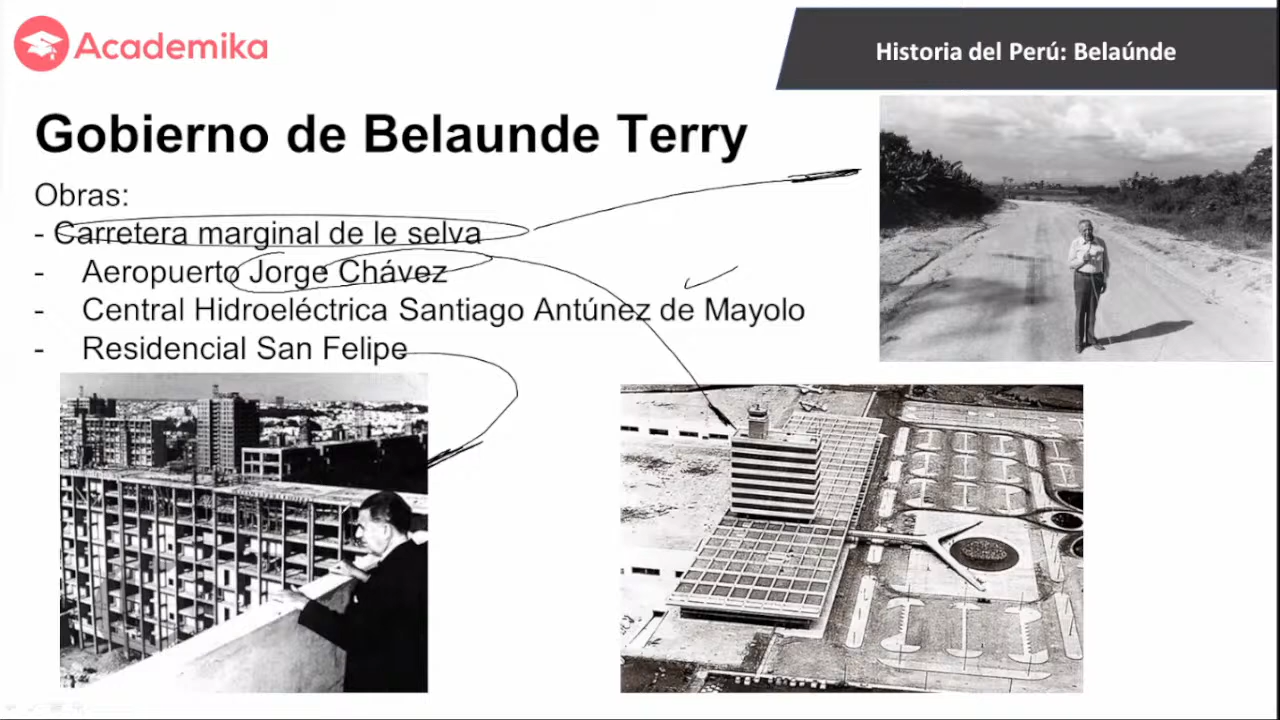 Academika
Historia del Perú: Belaúnde
Gobierno de Belaunde Terry
Obras:
- Carretera marginal de le selva
- Aeropuerto Jorge Chávez
- Central Hidroeléctrica Santiago Antúnez de Mayolo
- Residencial San Felipe